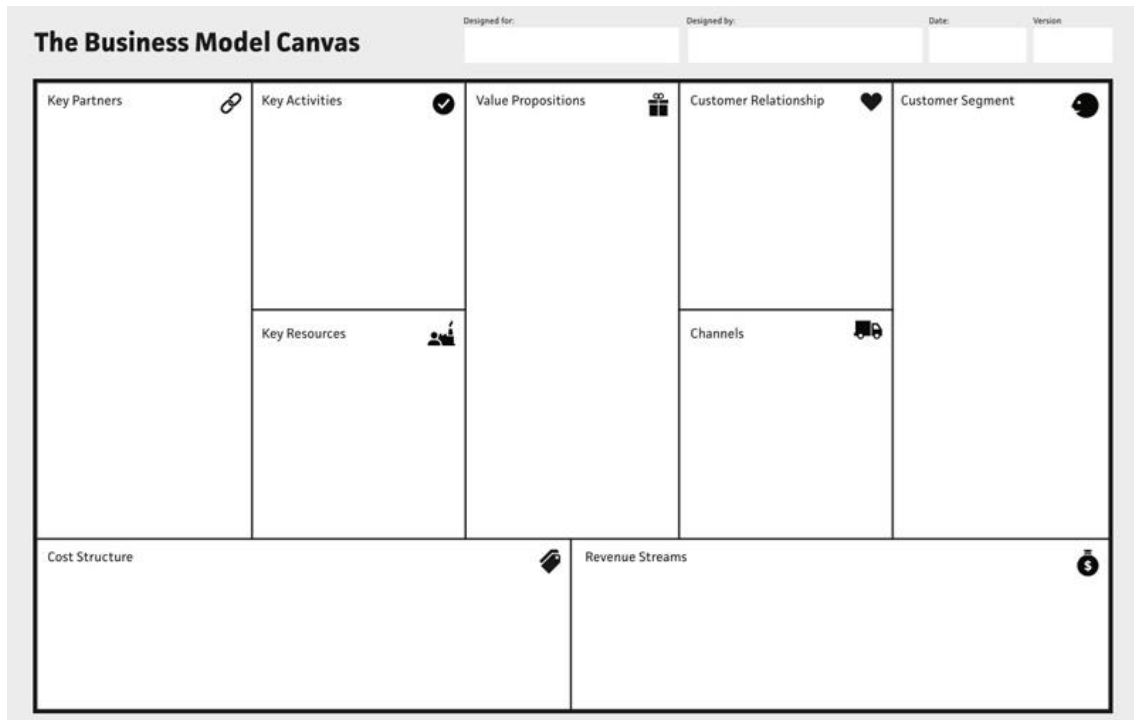 The Business Model Canvas
Designed for:
Designed by:
Date:
Version
Key Partners
Key Activities
Value Propositions
Customer Relationship
Customer Segment
Key Resources
Channels
Cost Structure
Revenue Streams
$